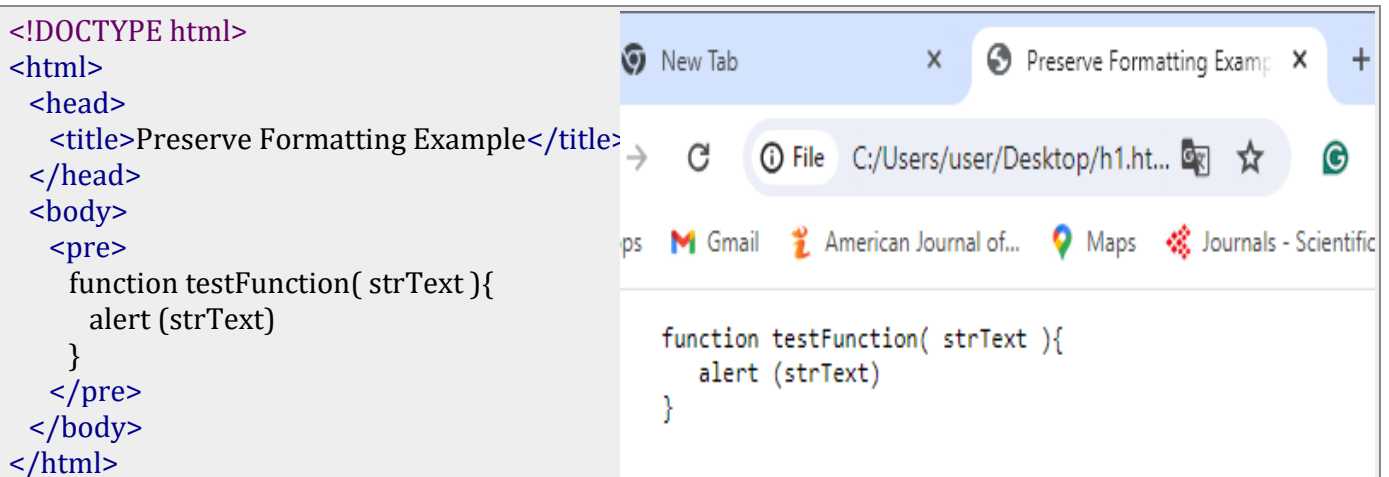 <!DOCTYPE html>
<html>
<head>
<title>Preserve Formatting Example</title>
</head>
<body>
<pre>
function testFunction( strText ){
alert (strText)
}
</pre>
</body>
</html>
New Tab
Preserve Formatting Examp
File C:/Users/user/Desktop/h1.ht...
ps Gmail American Journal of... Maps Journals - Scientific
function testFunction( strText ){
alert (strText)
}